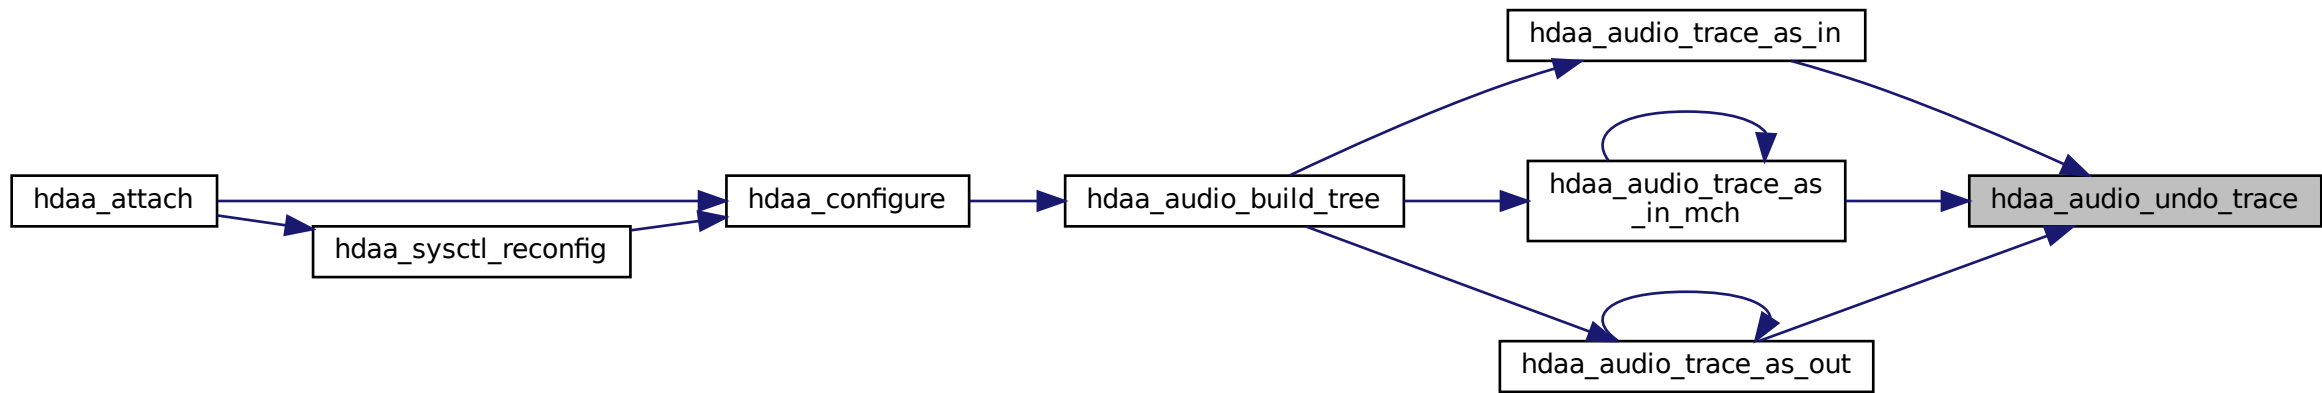 hdaa_attach
hdaa_sysctl_reconfig
hdaa_configure
hdaa_audio_build_tree
hdaa_audio_trace_as_in
hdaa_audio_trace_as
_in_mch
hdaa_audio_trace_as_out
hdaa_audio_undo_trace